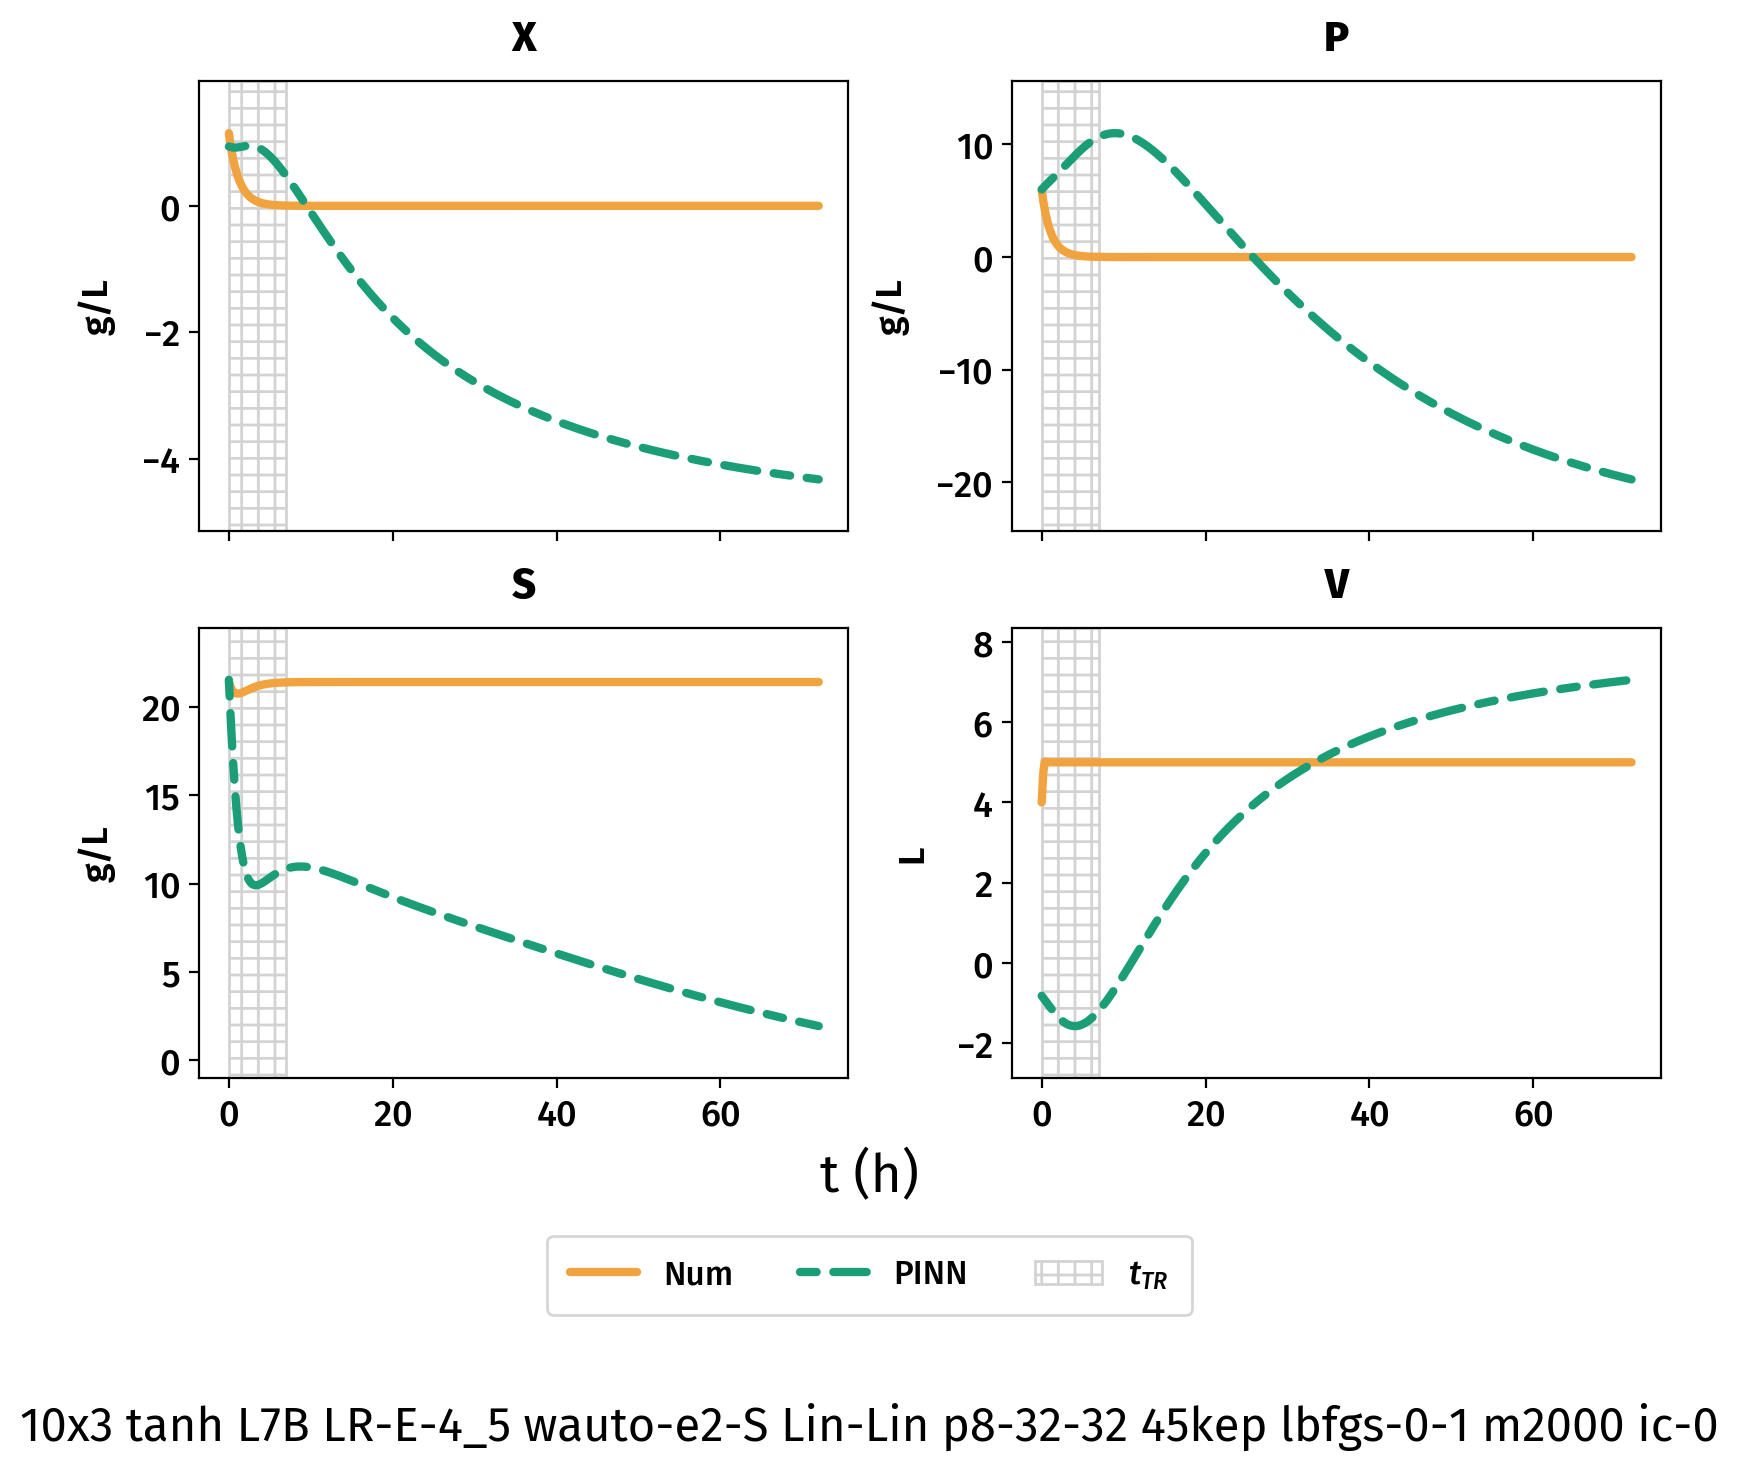 X
P
0
−2
−4
g/L
10
0
−10
−20
g/L
S
V
20
15
10
5
0
g/L
8
6
4
2
0
−2
L
0 20 40 60
0 20 40 60
t (h)
Num PINN tTR
10x3 tanh L7B LR-E-4_5 wauto-e2-S Lin-Lin p8-32-32 45kep lbfgs-0-1 m2000 ic-0